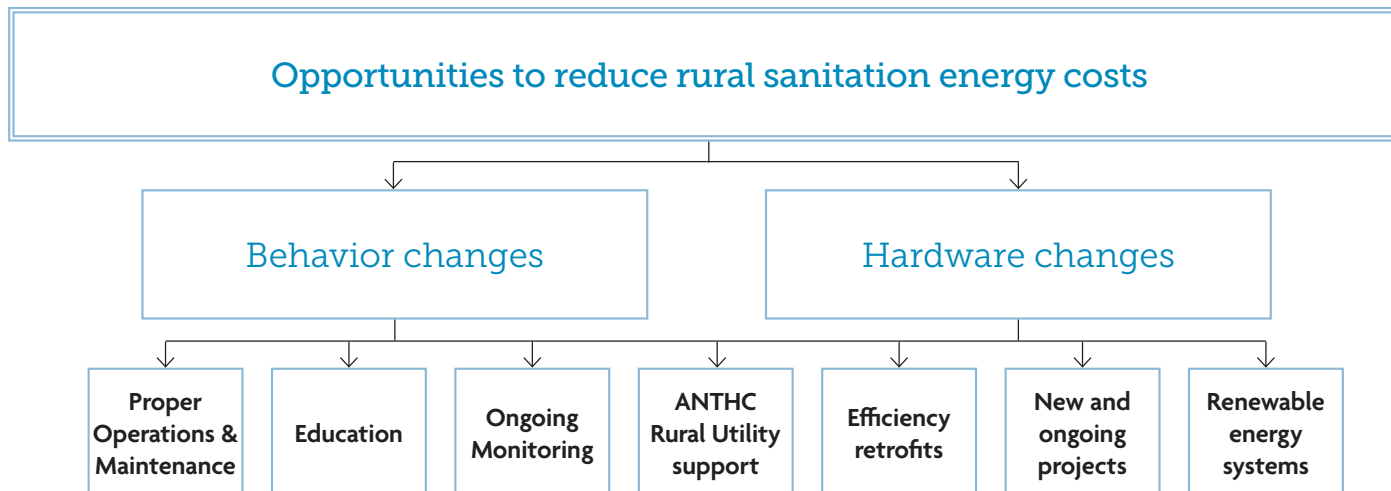 Opportunities to reduce rural sanitation energy costs
Behavior changes
Hardware changes
Proper
Operations &
Maintenance
Education
Ongoing
Monitoring
ANTHC
Rural Utility
support
Efficiency
retrofits
New and
ongoing
projects
Renewable
energy
systems